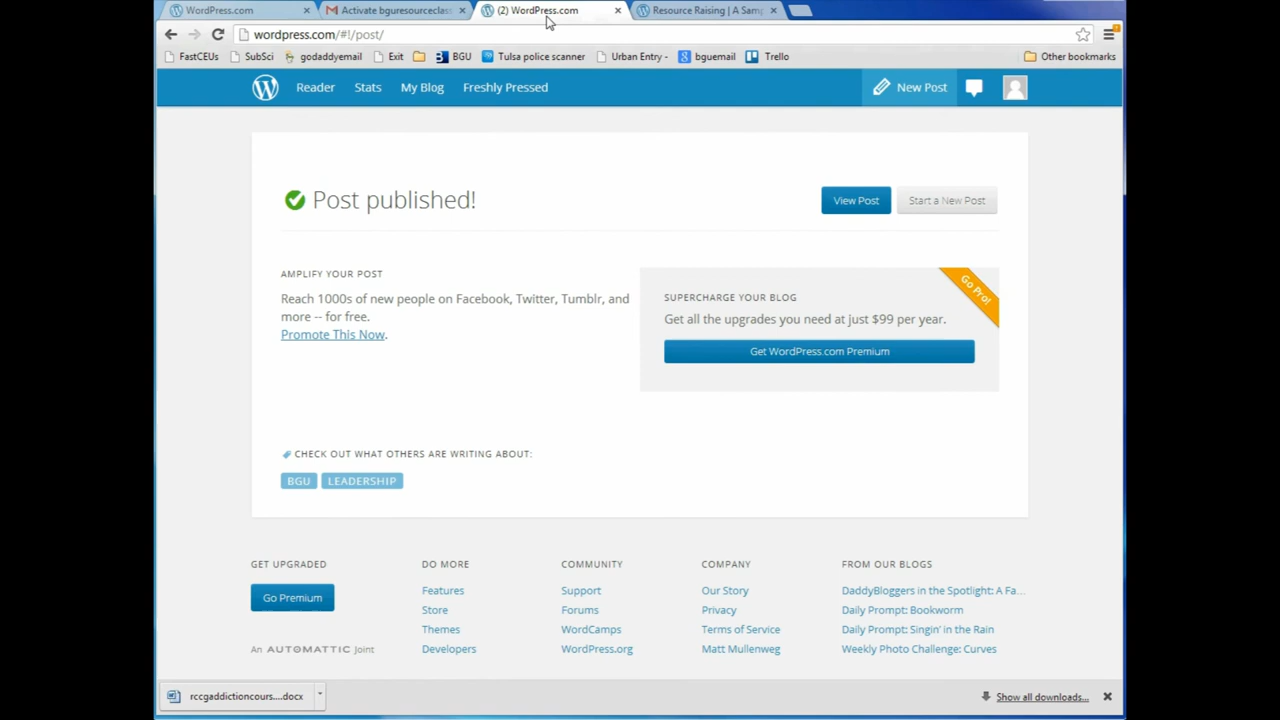 WordPress.com
Activate bguresourceclass
(2) WordPress.com
Resource Raising | A Samp
wordpress.com/#!/post/
FastCEUs
SubSci
godaddyemail
Exit
BGU
Tulsa police scanner
Urban Entry -
bguemail
Trello
Other bookmarks
Reader
Stats
My Blog
Freshly Pressed
New Post
Post published!
View Post
Start a New Post
AMPLIFY YOUR POST
Reach 1000s of new people on Facebook, Twitter, Tumblr, and
more -- for free.
Promote This Now.
Go Pro!
SUPERCHARGE YOUR BLOG
Get all the upgrades you need at just $99 per year.
Get WordPress.com Premium
CHECK OUT WHAT OTHERS ARE WRITING ABOUT:
BGU
LEADERSHIP
GET UPGRADED
Go Premium
An AUTOMATTIC Joint
DO MORE
Features
Store
Themes
Developers
COMMUNITY
Support
Forums
WordCamps
WordPress.org
COMPANY
Our Story
Privacy
Terms of Service
Matt Mullenweg
FROM OUR BLOGS
DaddyBloggers in the Spotlight: A Fa...
Daily Prompt: Bookworm
Daily Prompt: Singin' in the Rain
Weekly Photo Challenge: Curves
rccgaddictioncours....docx
Show all downloads...